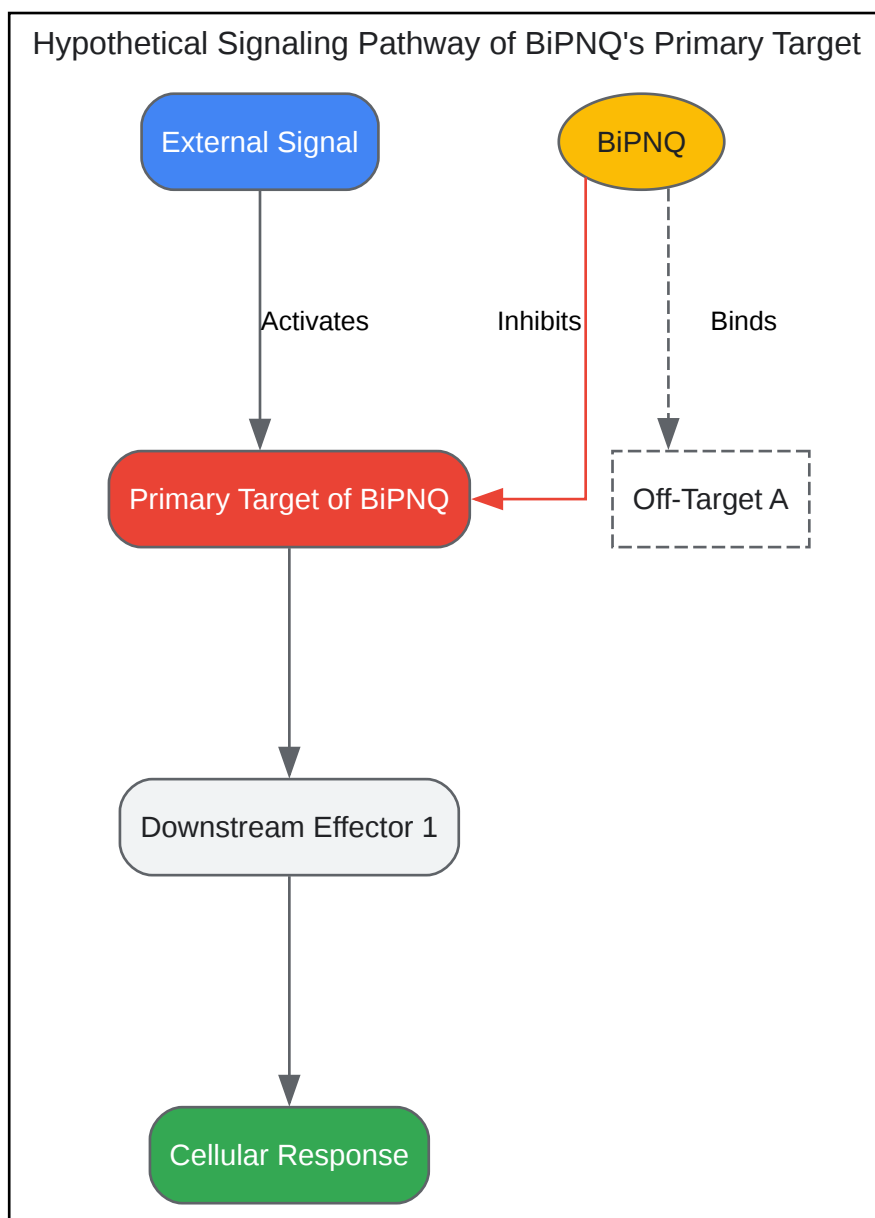 Hypothetical Signaling Pathway of BiPNQ's Primary Target
External Signal
BiPNQ
Activates
Inhibits
Binds
Primary Target of BiPNQ
Off-Target A
Downstream Effector 1
Cellular Response